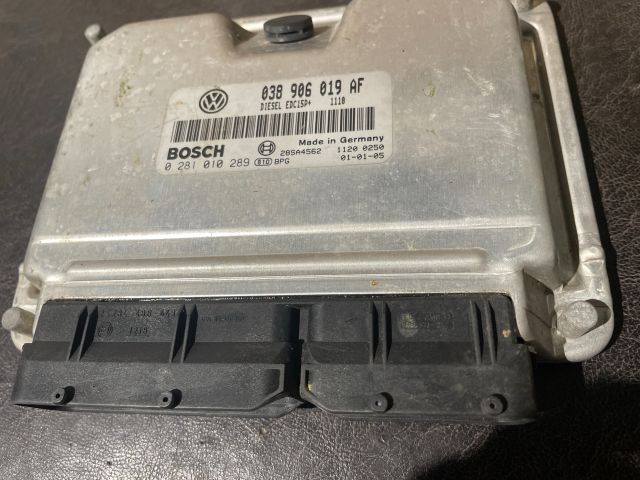 038 906 019 AF
DIESEL EDC15P+ 1118
Made in Germany
BOSCH 28SA4562 1120 0250
0 281 010 289 BPG 01-01-05